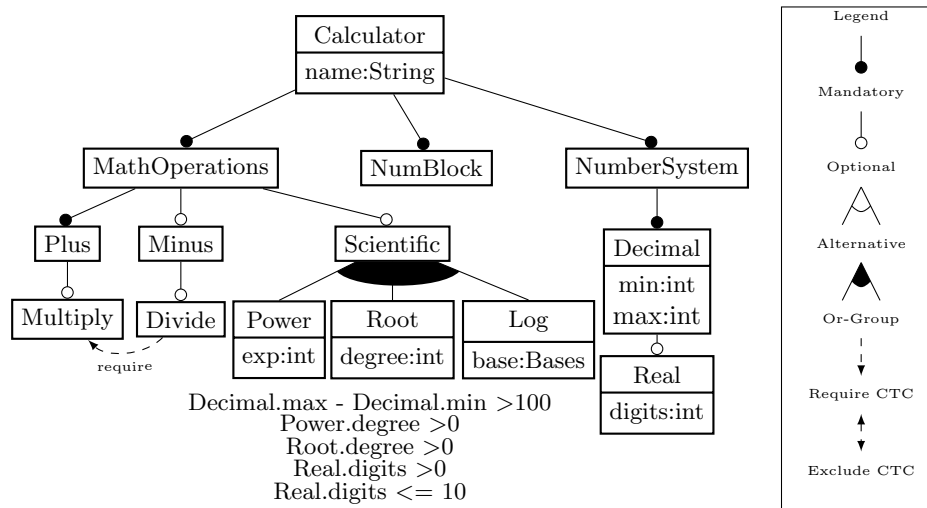 Calculator
name:String
MathOperations
NumBlock
NumberSystem
Plus
Minus
Scientific
Decimal
min:int
max:int
Multiply
Divide
require
Power
exp:int
Root
degree:int
Log
base:Bases
Real
digits:int
Decimal.max - Decimal.min >100
Power.degree >0
Root.degree >0
Real.digits >0
Real.digits <= 10
Legend
Mandatory
Optional
Alternative
Or-Group
Require CTC
Exclude CTC